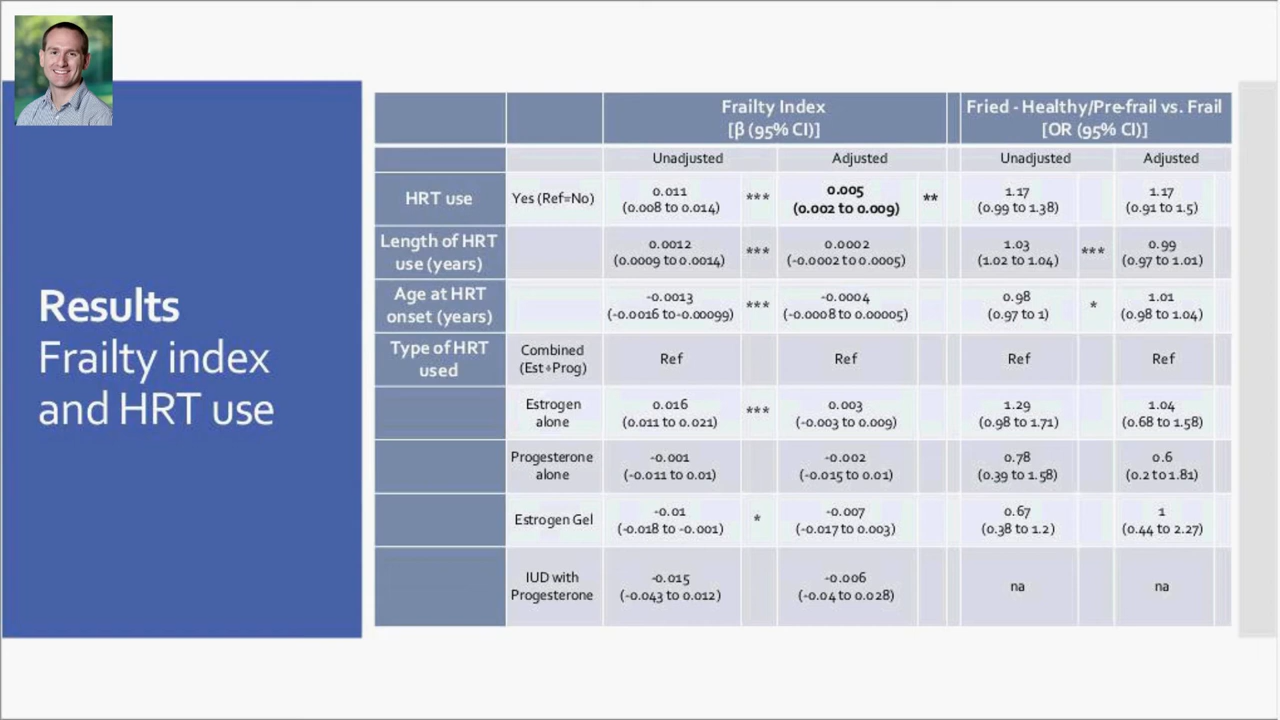 Results
Frailty index
and HRT use
Frailty Index
[β (95% CI)]
Fried - Healthy/Pre-frail vs. Frail
[OR (95% CI)]
Unadjusted
Adjusted
Unadjusted
Adjusted
HRT use
Yes (Ref=No)
0.011
(0.008 to 0.014)
***
0.005
(0.002 to 0.009)
**
1.17
(0.99 to 1.38)
1.17
(0.91 to 1.5)
Length of HRT
use (years)
0.0012
(0.0009 to 0.0014)
***
0.0002
(-0.0002 to 0.0005)
1.03
(1.02 to 1.04)
***
0.99
(0.97 to 1.01)
Age at HRT
onset (years)
-0.0013
(-0.0016 to-0.00099)
***
-0.0004
(-0.0008 to 0.00005)
0.98
(0.97 to 1)
*
1.01
(0.98 to 1.04)
Type of HRT
used
Combined
(Est+Prog)
Ref
Ref
Ref
Ref
Estrogen
alone
0.016
(0.011 to 0.021)
***
0.003
(-0.003 to 0.009)
1.29
(0.98 to 1.71)
1.04
(0.68 to 1.58)
Progesterone
alone
-0.001
(-0.011 to 0.01)
-0.002
(-0.015 to 0.01)
0.78
(0.39 to 1.58)
0.6
(0.2 to 1.81)
Estrogen Gel
-0.01
(-0.018 to -0.001)
*
-0.007
(-0.017 to 0.003)
0.67
(0.38 to 1.2)
1
(0.44 to 2.27)
IUD with
Progesterone
-0.015
(-0.043 to 0.012)
-0.006
(-0.04 to 0.028)
na
na